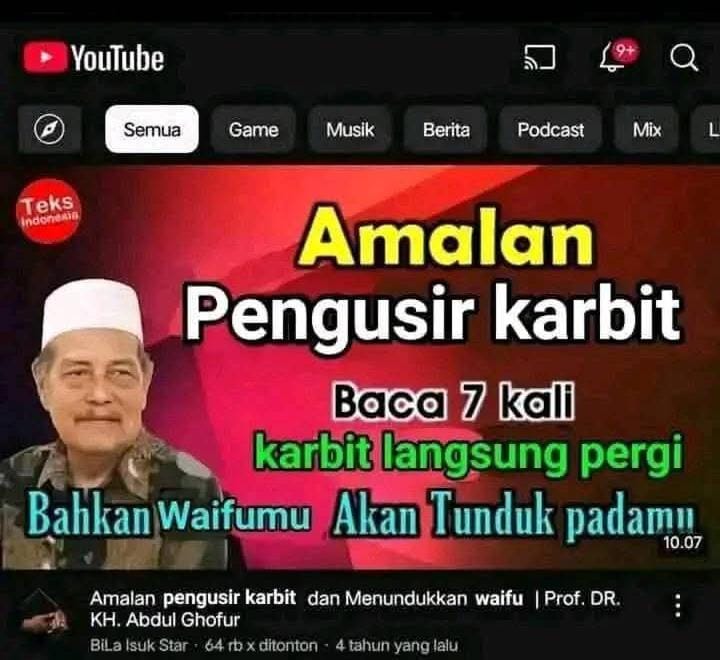 YouTube
9+
Semua Game Musik Berita Podcast Mix L
Teks
Indonesia
Amalan
Pengusir karbit
Baca 7 kali
karbit langsung pergi
Bahkan Waifumu Akan Tunduk padamu
10.07
Amalan pengusir karbit dan Menundukkan waifu | Prof. DR.
KH. Abdul Ghofur
BiLa Isuk Star · 64 rb x ditonton · 4 tahun yang lalu